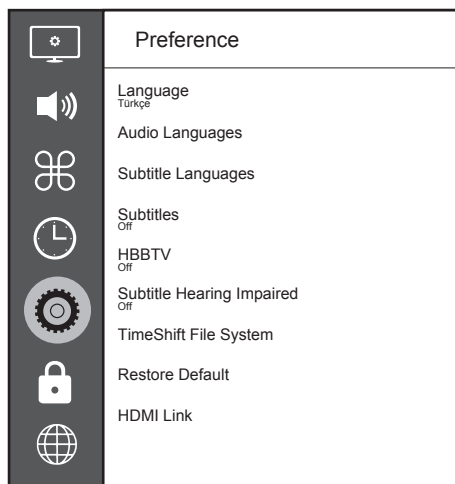 Preference
Language
Türkçe
Audio Languages
Subtitle Languages
Subtitles
Off
HBBTV
Off
Subtitle Hearing Impaired
Off
TimeShift File System
Restore Default
HDMI Link